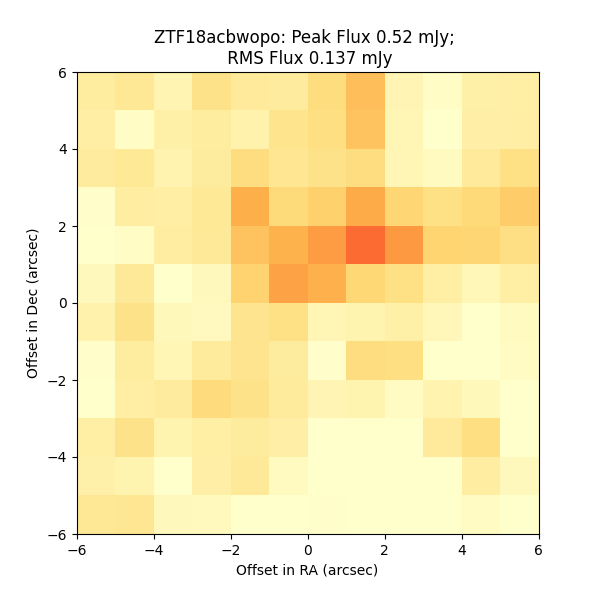 ZTF18acbwopo: Peak Flux 0.52 mJy;
RMS Flux 0.137 mJy
6
4
2
0
−2
−4
−6
Offset in Dec (arcsec)
−6 −4 −2 0 2 4 6
Offset in RA (arcsec)